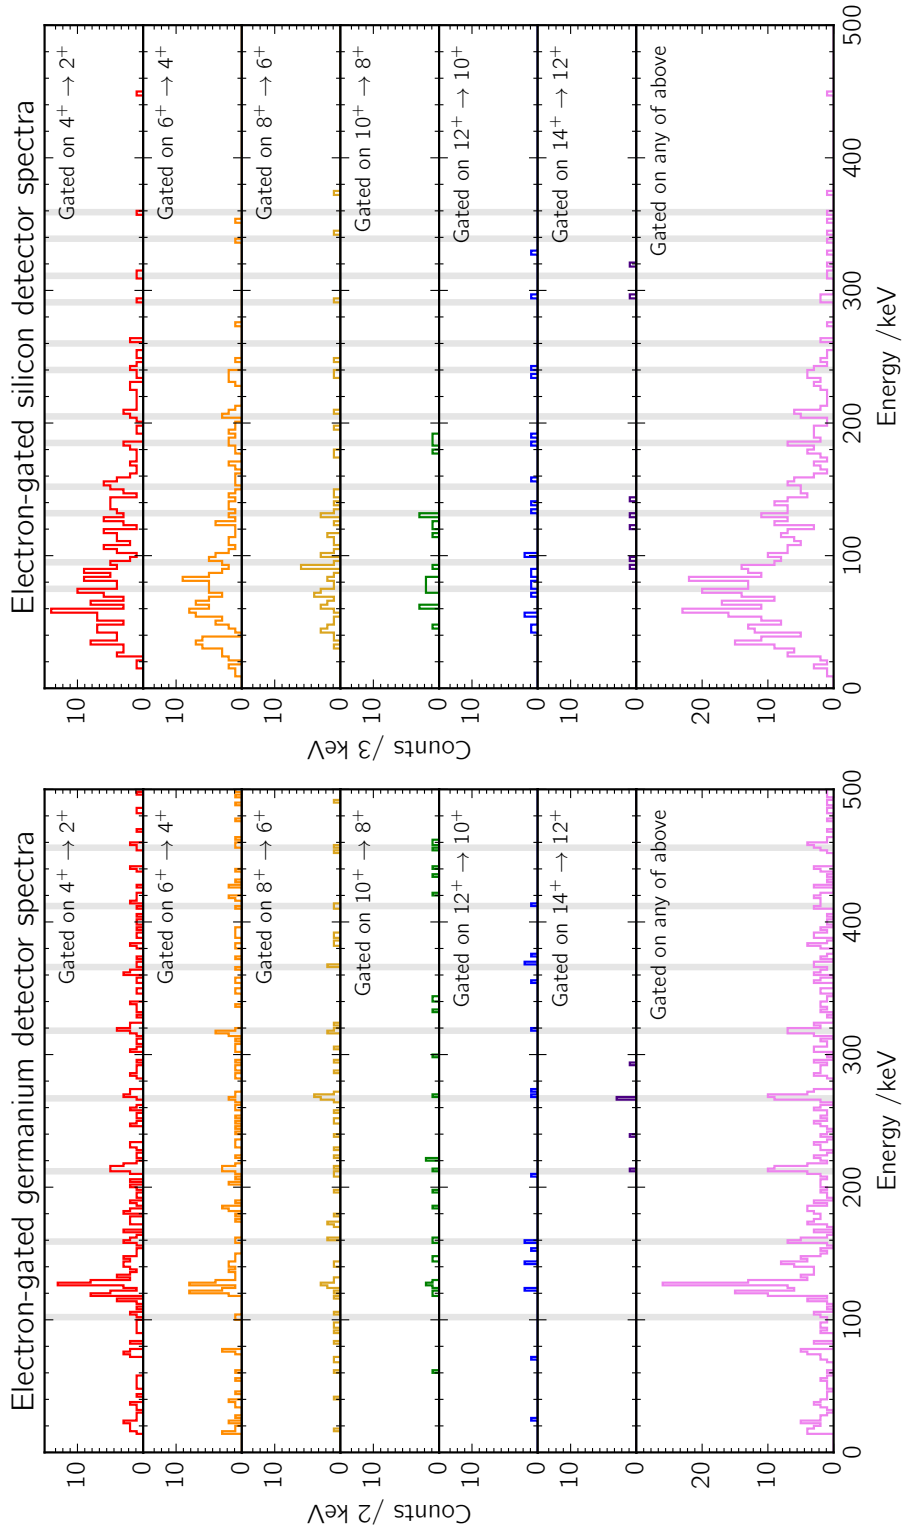 Electron-gated germanium detector spectra
Gated on 4⁺ → 2⁺
Gated on 6⁺ → 4⁺
Gated on 8⁺ → 6⁺
Gated on 10⁺ → 8⁺
Gated on 12⁺ → 10⁺
Gated on 14⁺ → 12⁺
Gated on any of above
10
0
10
0
10
0
10
0
10
0
10
0
20
10
0
Counts /2 keV
0
100
200
300
400
500
Energy /keV
Electron-gated silicon detector spectra
Gated on 4⁺ → 2⁺
Gated on 6⁺ → 4⁺
Gated on 8⁺ → 6⁺
Gated on 10⁺ → 8⁺
Gated on 12⁺ → 10⁺
Gated on 14⁺ → 12⁺
Gated on any of above
10
0
10
0
10
0
10
0
10
0
10
0
20
10
0
Counts /3 keV
0
100
200
300
400
500
Energy /keV